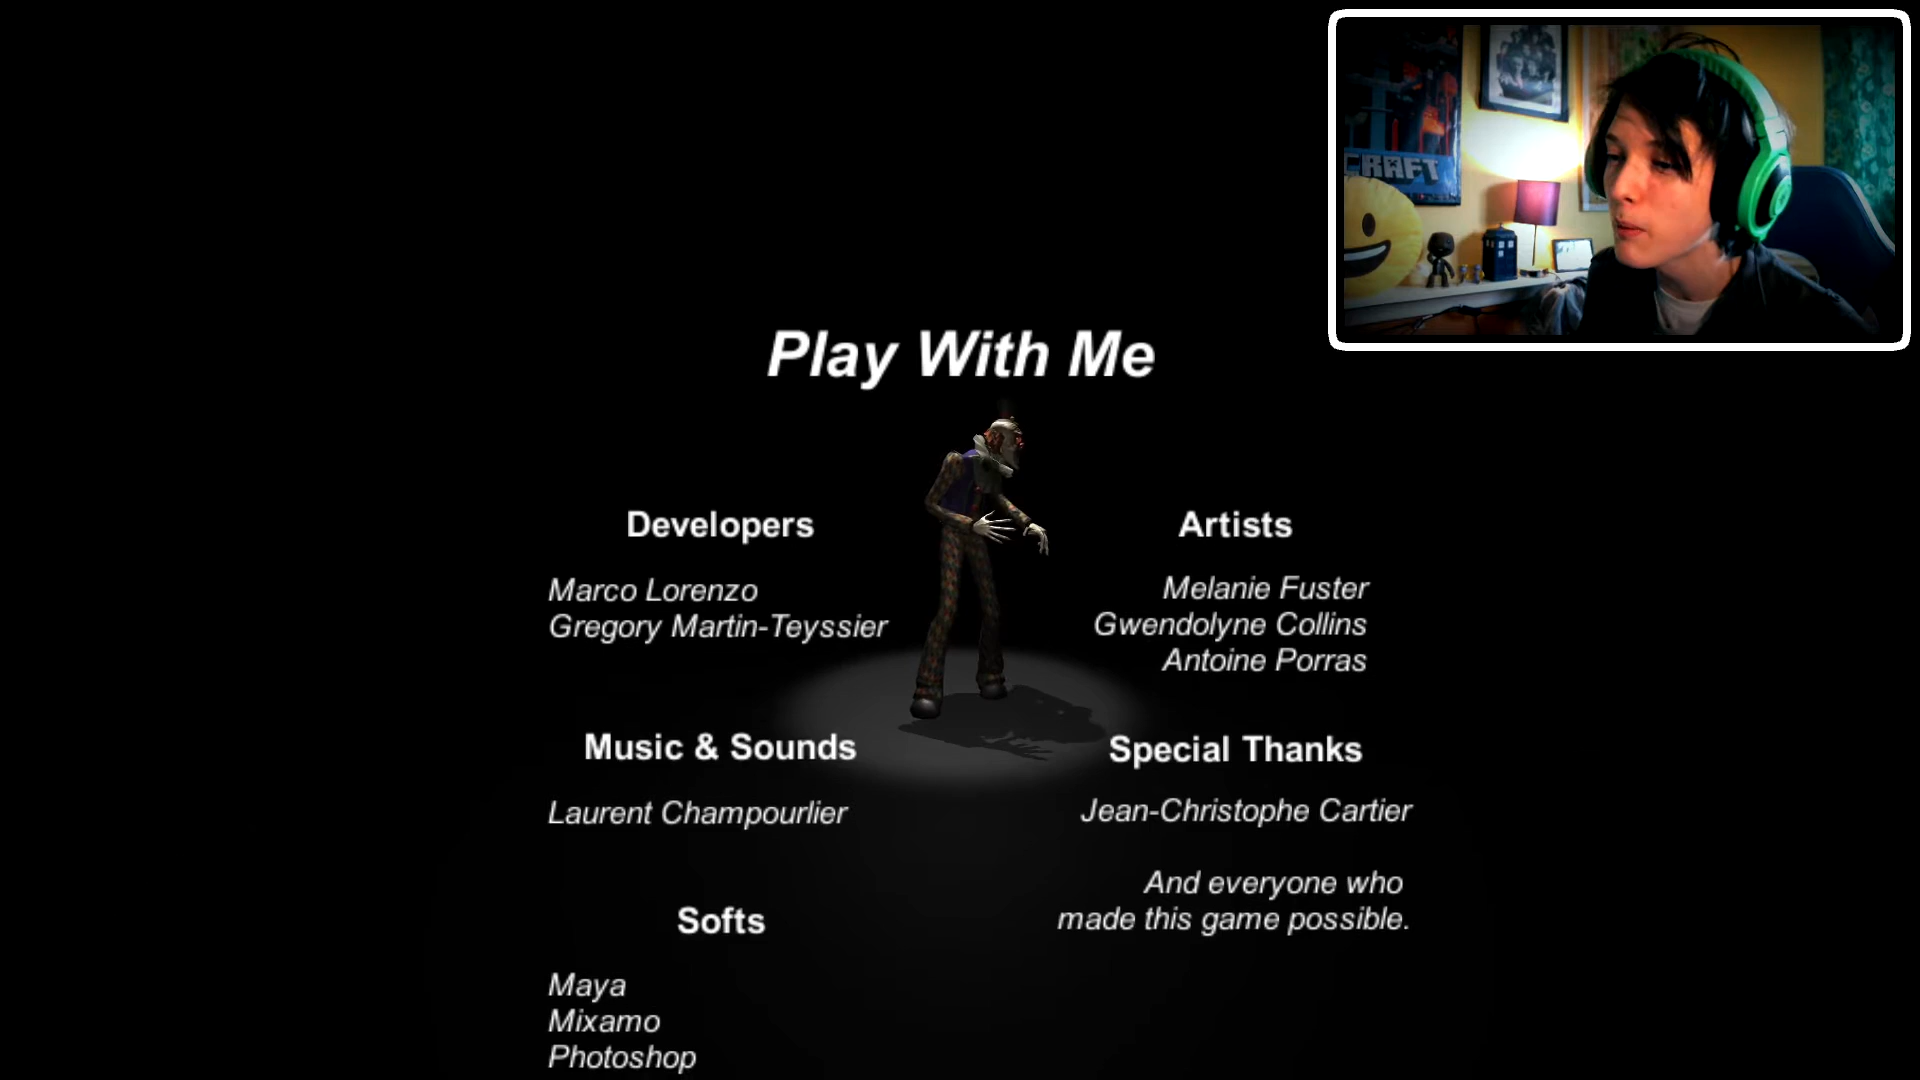 CRAFT
Play With Me
Developers
Marco Lorenzo
Gregory Martin-Teyssier
Artists
Melanie Fuster
Gwendolyne Collins
Antoine Porras
Music & Sounds
Laurent Champourlier
Special Thanks
Jean-Christophe Cartier
And everyone who
made this game possible.
Softs
Maya
Mixamo
Photoshop